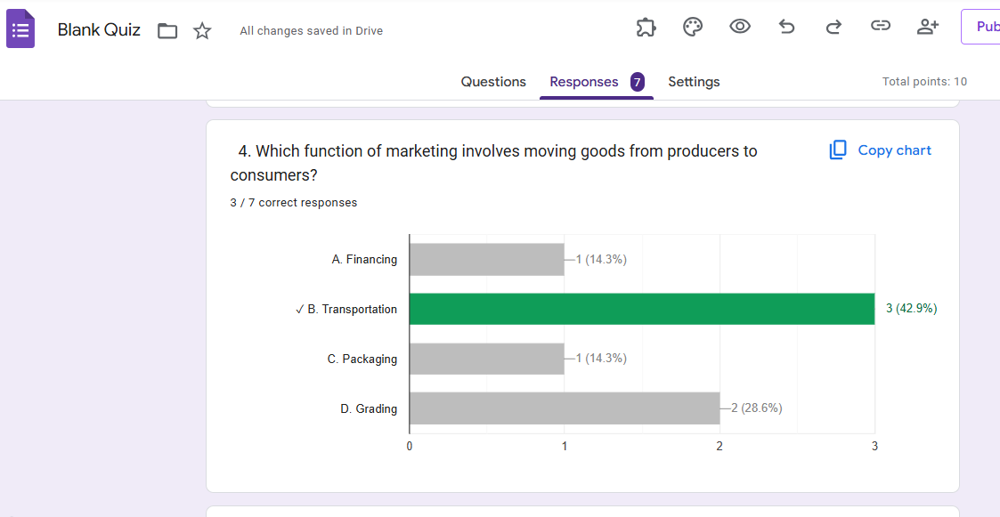 Blank Quiz
All changes saved in Drive
Pub
Questions
Responses 7
Settings
Total points: 10
4. Which function of marketing involves moving goods from producers to
consumers?
Copy chart
3 / 7 correct responses
A. Financing
1 (14.3%)
✓ B. Transportation
3 (42.9%)
C. Packaging
1 (14.3%)
D. Grading
2 (28.6%)
0 1 2 3